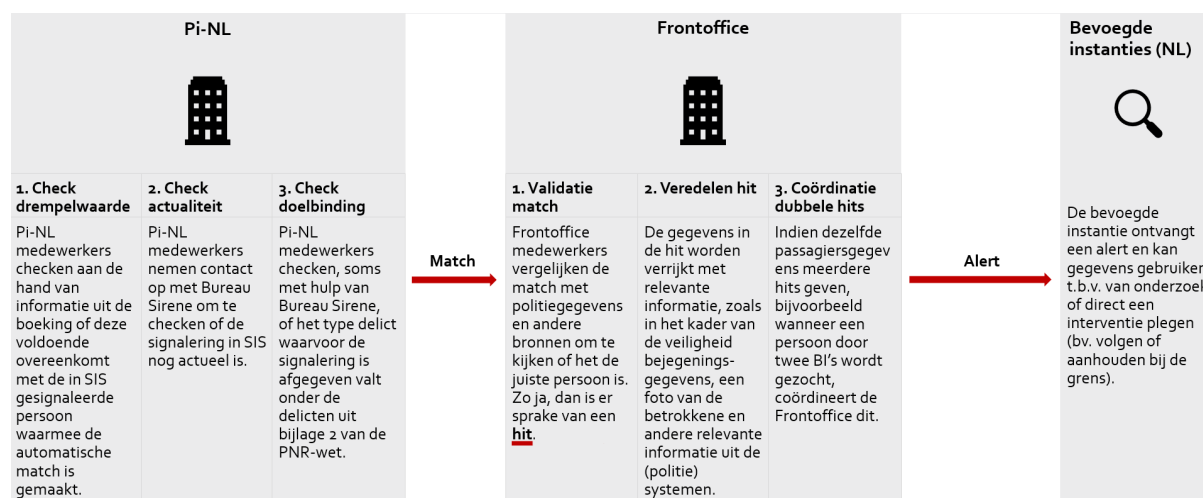 Pi-NL
1. Check
drempelwaarde
Pi-NL
medewerkers
checken aan de
hand van
informatie uit de
boeking of deze
voldoende
overeenkomt
met de in SIS
gesignaleerde
persoon
waarmee de
automatische
match is
gemaakt.
2. Check
actualiteit
Pi-NL
medewerkers
nemen contact
op met Bureau
Sirene om te
checken of de
signalering in SIS
nog actueel is.
3. Check
doelbinding
Pi-NL
medewerkers
checken, soms
met hulp van
Bureau Sirene,
of het type delict
waarvoor de
signalering is
afgegeven valt
onder de
delicten uit
bijlage 2 van de
PNR-wet.
Match
Frontoffice
1. Validatie
match
Frontoffice
medewerkers
vergelijken de
match met
politiegegevens
en andere
bronnen om te
kijken of het de
juiste persoon is.
Zo ja, dan is er
sprake van een
hit.
2. Veredelen hit
De gegevens in
de hit worden
verrijkt met
relevante
informatie, zoals
in het kader van
de veiligheid
bejegenings-
gegevens, een
foto van de
betrokkene en
andere relevante
informatie uit de
(politie)
systemen.
3. Coördinatie
dubbele hits
Indien dezelfde
passagiersgegev
ens meerdere
hits geven,
bijvoorbeeld
wanneer een
persoon door
twee BI's wordt
gezocht,
coördineert de
Frontoffice dit.
Alert
Bevoegde
instanties (NL)
De bevoegde
instantie ontvangt
een alert en kan
gegevens gebruiken
t.b.v. van onderzoek
of direct een
interventie plegen
(bv. volgen of
aanhouden bij de
grens).